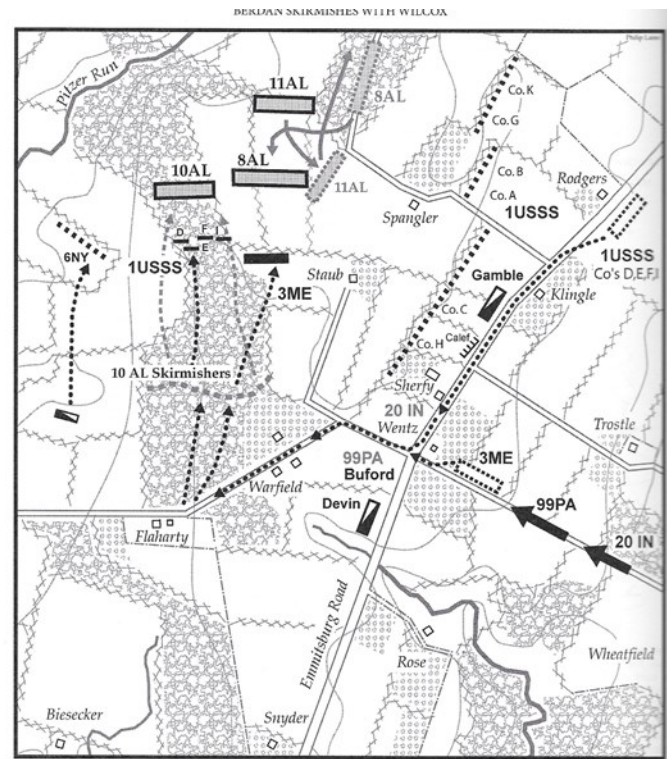 BERDAN SKIRMISHES WITH WILCOX
Pitzer Run
11AL
8AL
Co. K
Co. G
10AL
8AL
11AL
Co. B
Co. A
Rodgers
D
F
I
E
6NY
1USSS
3ME
Spangler
1USSS
1USSS
Co's D,E,F,I
Staub
Gamble
Klingle
Co. C
Calef
Co. H
10 AL Skirmishers
Sherfy
20 IN
Wentz
Trostle
99PA
Buford
3ME
Warfield
Devin
99PA
20 IN
Flaharty
Emmitsburg Road
Rose
Wheatfield
Biesecker
Snyder